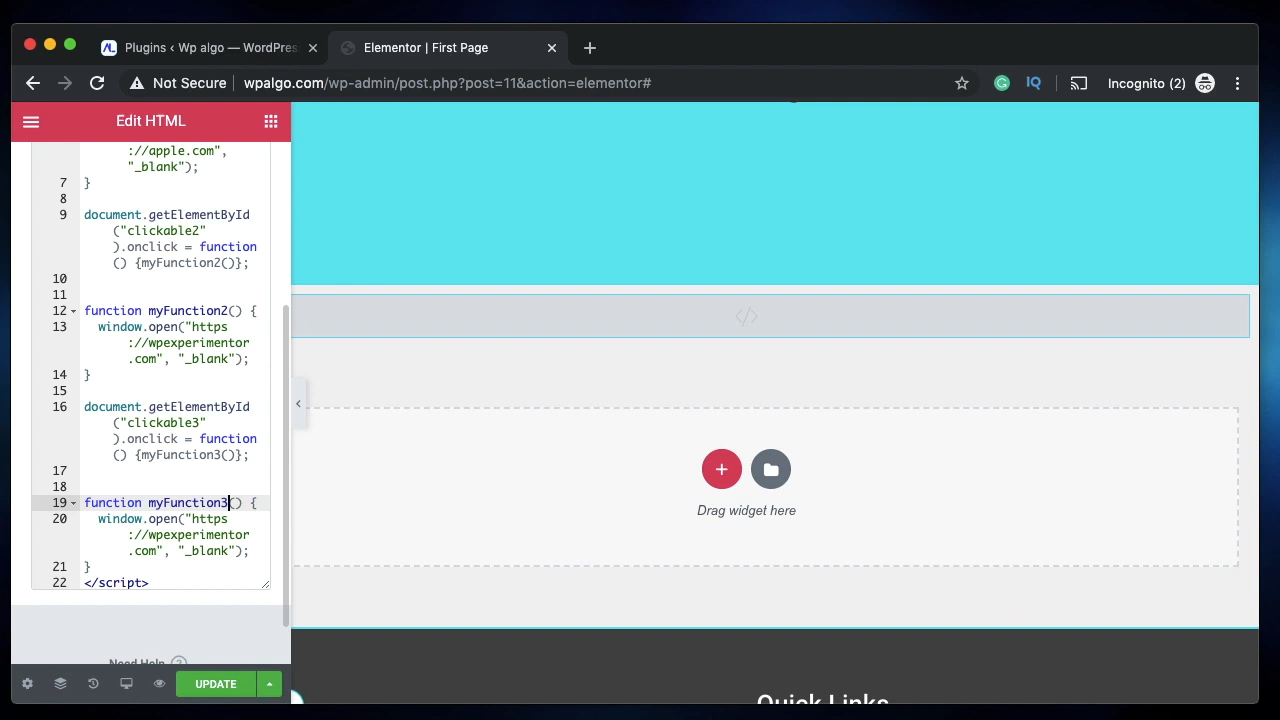 Plugins ‹ Wp algo — WordPres
Elementor | First Page
Not Secure
wpalgo.com/wp-admin/post.php?post=11&action=elementor#
IQ
Incognito (2)
Edit HTML
://apple.com",
"_blank");
7 }
8
9 document.getElementById
("clickable2"
).onclick = function
() {myFunction2()};
10
11
12 function myFunction2() {
13 window.open("https
://wpexperimentor
.com", "_blank");
14 }
15
16 document.getElementById
("clickable3"
).onclick = function
() {myFunction3()};
17
18
19 function myFunction3() {
20 window.open("https
://wpexperimentor
.com", "_blank");
21 }
22 </script>
Need Help ?
UPDATE
Drag widget here
Quick Links